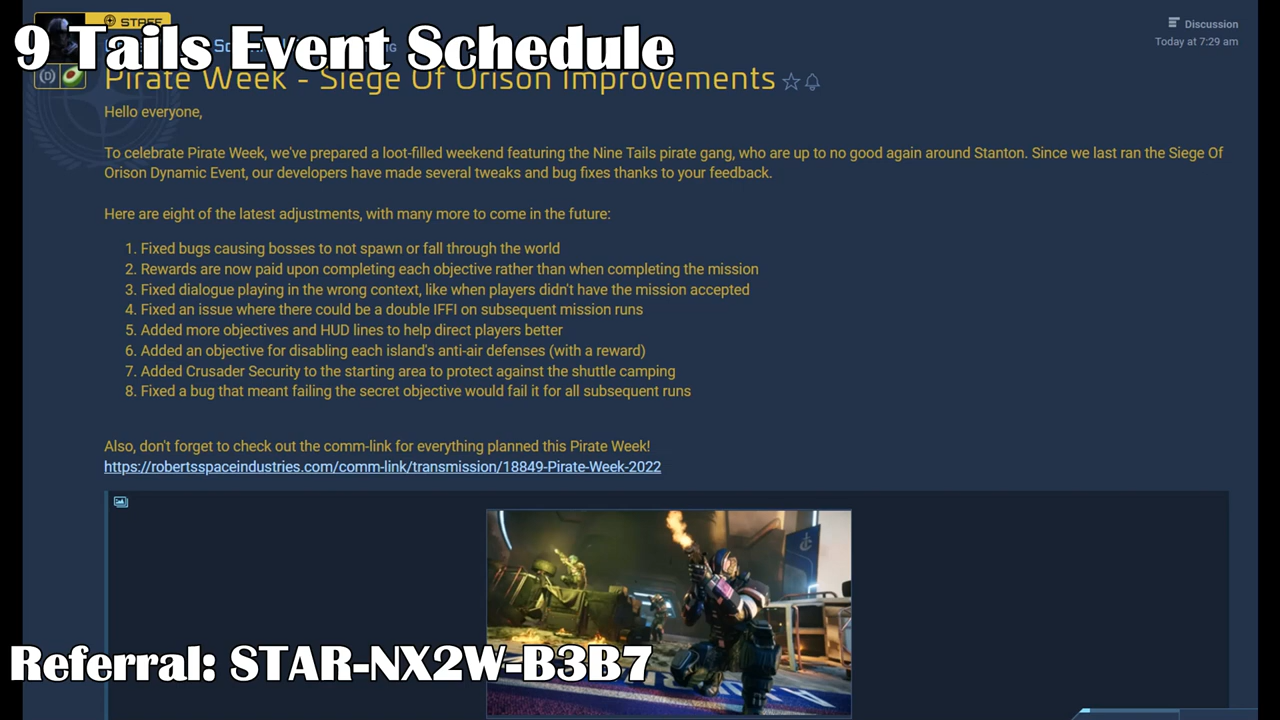 STAFF
Discussion
9 Tails Event Schedule
Today at 7:29 am
Pirate Week - Siege Of Orison Improvements
Hello everyone,
To celebrate Pirate Week, we've prepared a loot-filled weekend featuring the Nine Tails pirate gang, who are up to no good again around Stanton. Since we last ran the Siege Of
Orison Dynamic Event, our developers have made several tweaks and bug fixes thanks to your feedback.
Here are eight of the latest adjustments, with many more to come in the future:
1. Fixed bugs causing bosses to not spawn or fall through the world
2. Rewards are now paid upon completing each objective rather than when completing the mission
3. Fixed dialogue playing in the wrong context, like when players didn't have the mission accepted
4. Fixed an issue where there could be a double IFFI on subsequent mission runs
5. Added more objectives and HUD lines to help direct players better
6. Added an objective for disabling each island's anti-air defenses (with a reward)
7. Added Crusader Security to the starting area to protect against the shuttle camping
8. Fixed a bug that meant failing the secret objective would fail it for all subsequent runs
Also, don't forget to check out the comm-link for everything planned this Pirate Week!
https://robertsspaceindustries.com/comm-link/transmission/18849-Pirate-Week-2022
Referral: STAR-NX2W-B3B7